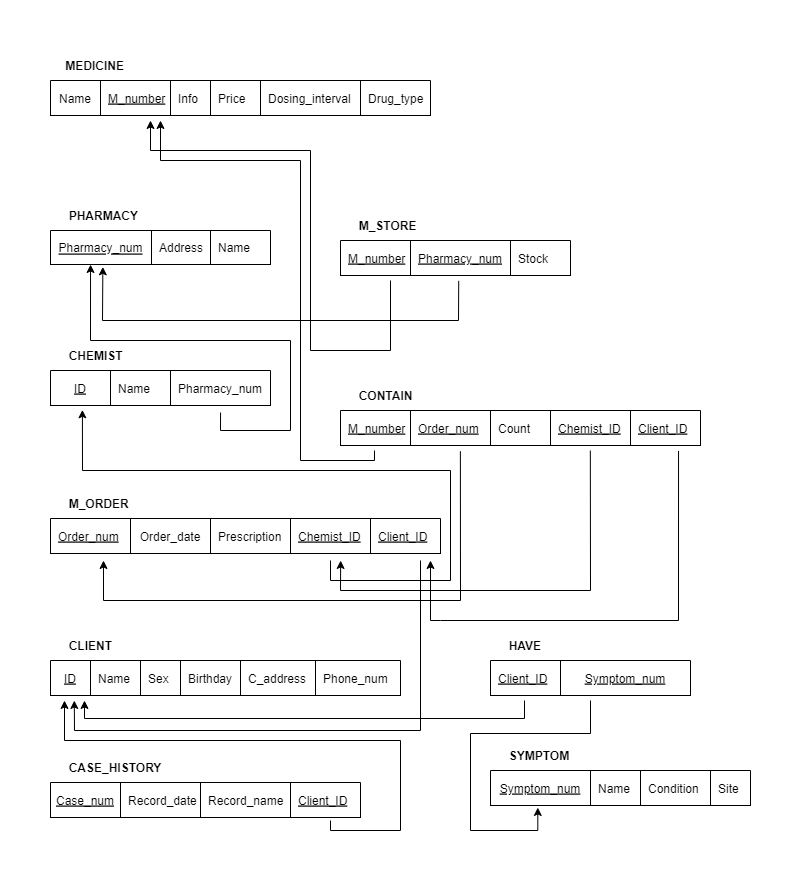 MEDICINE
Name M_number Info Price Dosing_interval Drug_type
PHARMACY
Pharmacy_num Address Name
M_STORE
M_number Pharmacy_num Stock
CHEMIST
ID Name Pharmacy_num
CONTAIN
M_number Order_num Count Chemist_ID Client_ID
M_ORDER
Order_num Order_date Prescription Chemist_ID Client_ID
CLIENT
ID Name Sex Birthday C_address Phone_num
HAVE
Client_ID Symptom_num
CASE_HISTORY
Case_num Record_date Record_name Client_ID
SYMPTOM
Symptom_num Name Condition Site